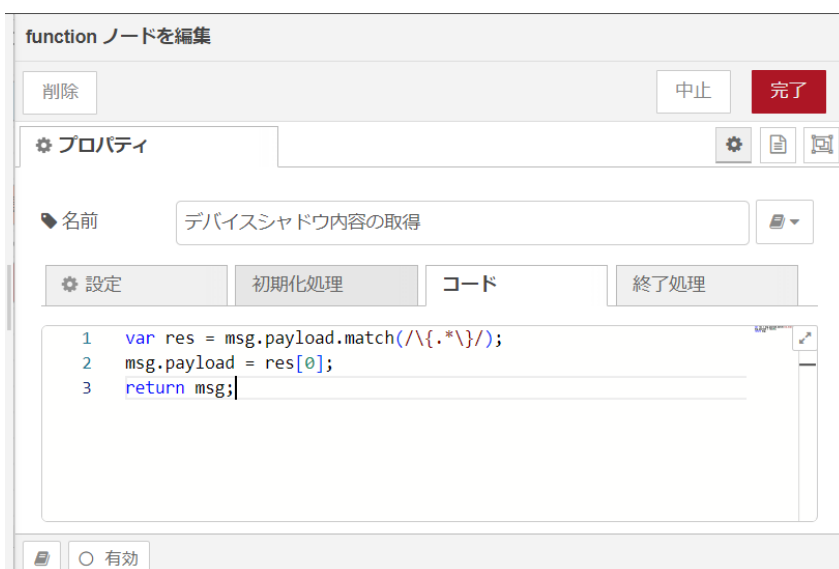 function ノードを編集
削除
中止
完了
プロパティ
名前
デバイスシャドウ内容の取得
設定
初期化処理
コード
終了処理
1 var res = msg.payload.match(/\{.*\}/);
2 msg.payload = res[0];
3 return msg;
有効